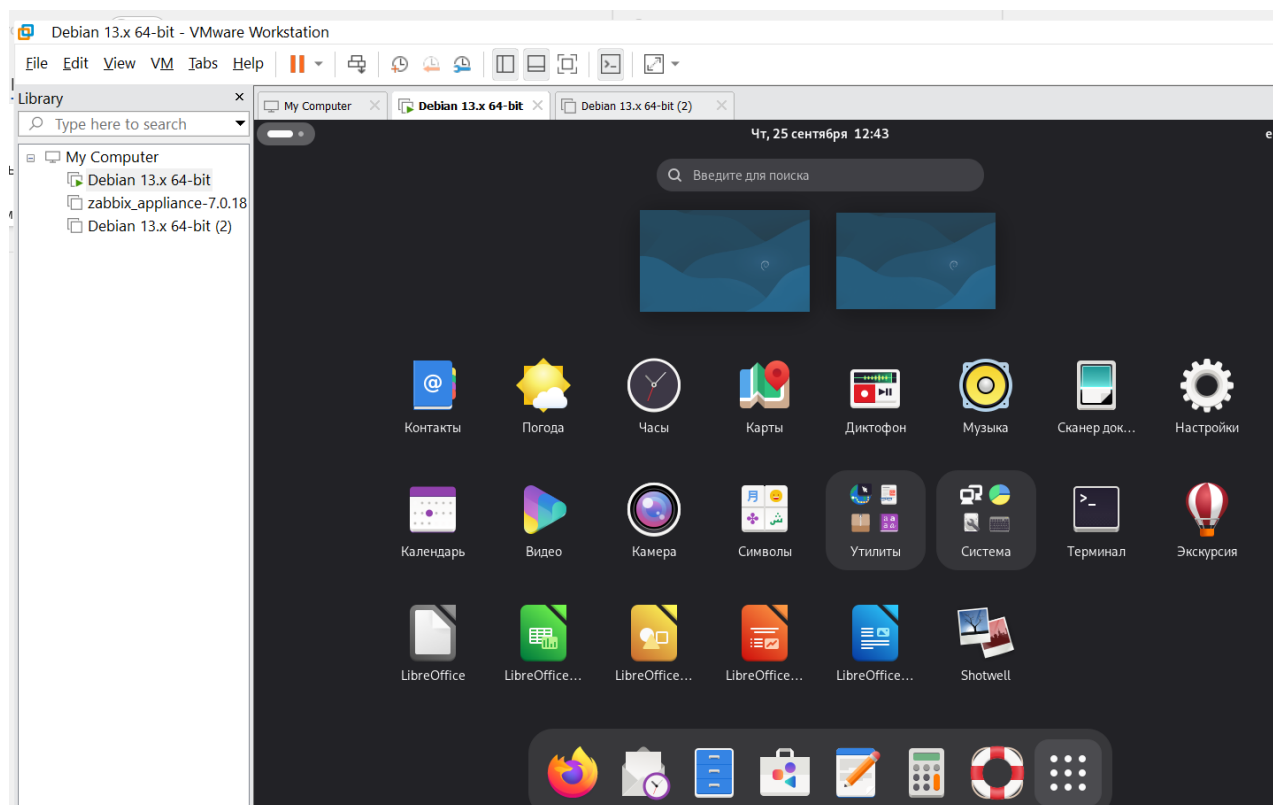 Debian 13.x 64-bit - VMware Workstation
File Edit View VM Tabs Help
Library
Type here to search
My Computer
Debian 13.x 64-bit
zabbix_appliance-7.0.18
Debian 13.x 64-bit (2)
My Computer
Debian 13.x 64-bit
Debian 13.x 64-bit (2)
Чт, 25 сентября 12:43
Введите для поиска
Контакты
Погода
Часы
Карты
Диктофон
Музыка
Сканер док...
Настройки
Календарь
Видео
Камера
Символы
Утилиты
Система
Терминал
Экскурсия
LibreOffice
LibreOffice...
LibreOffice...
LibreOffice...
LibreOffice...
Shotwell